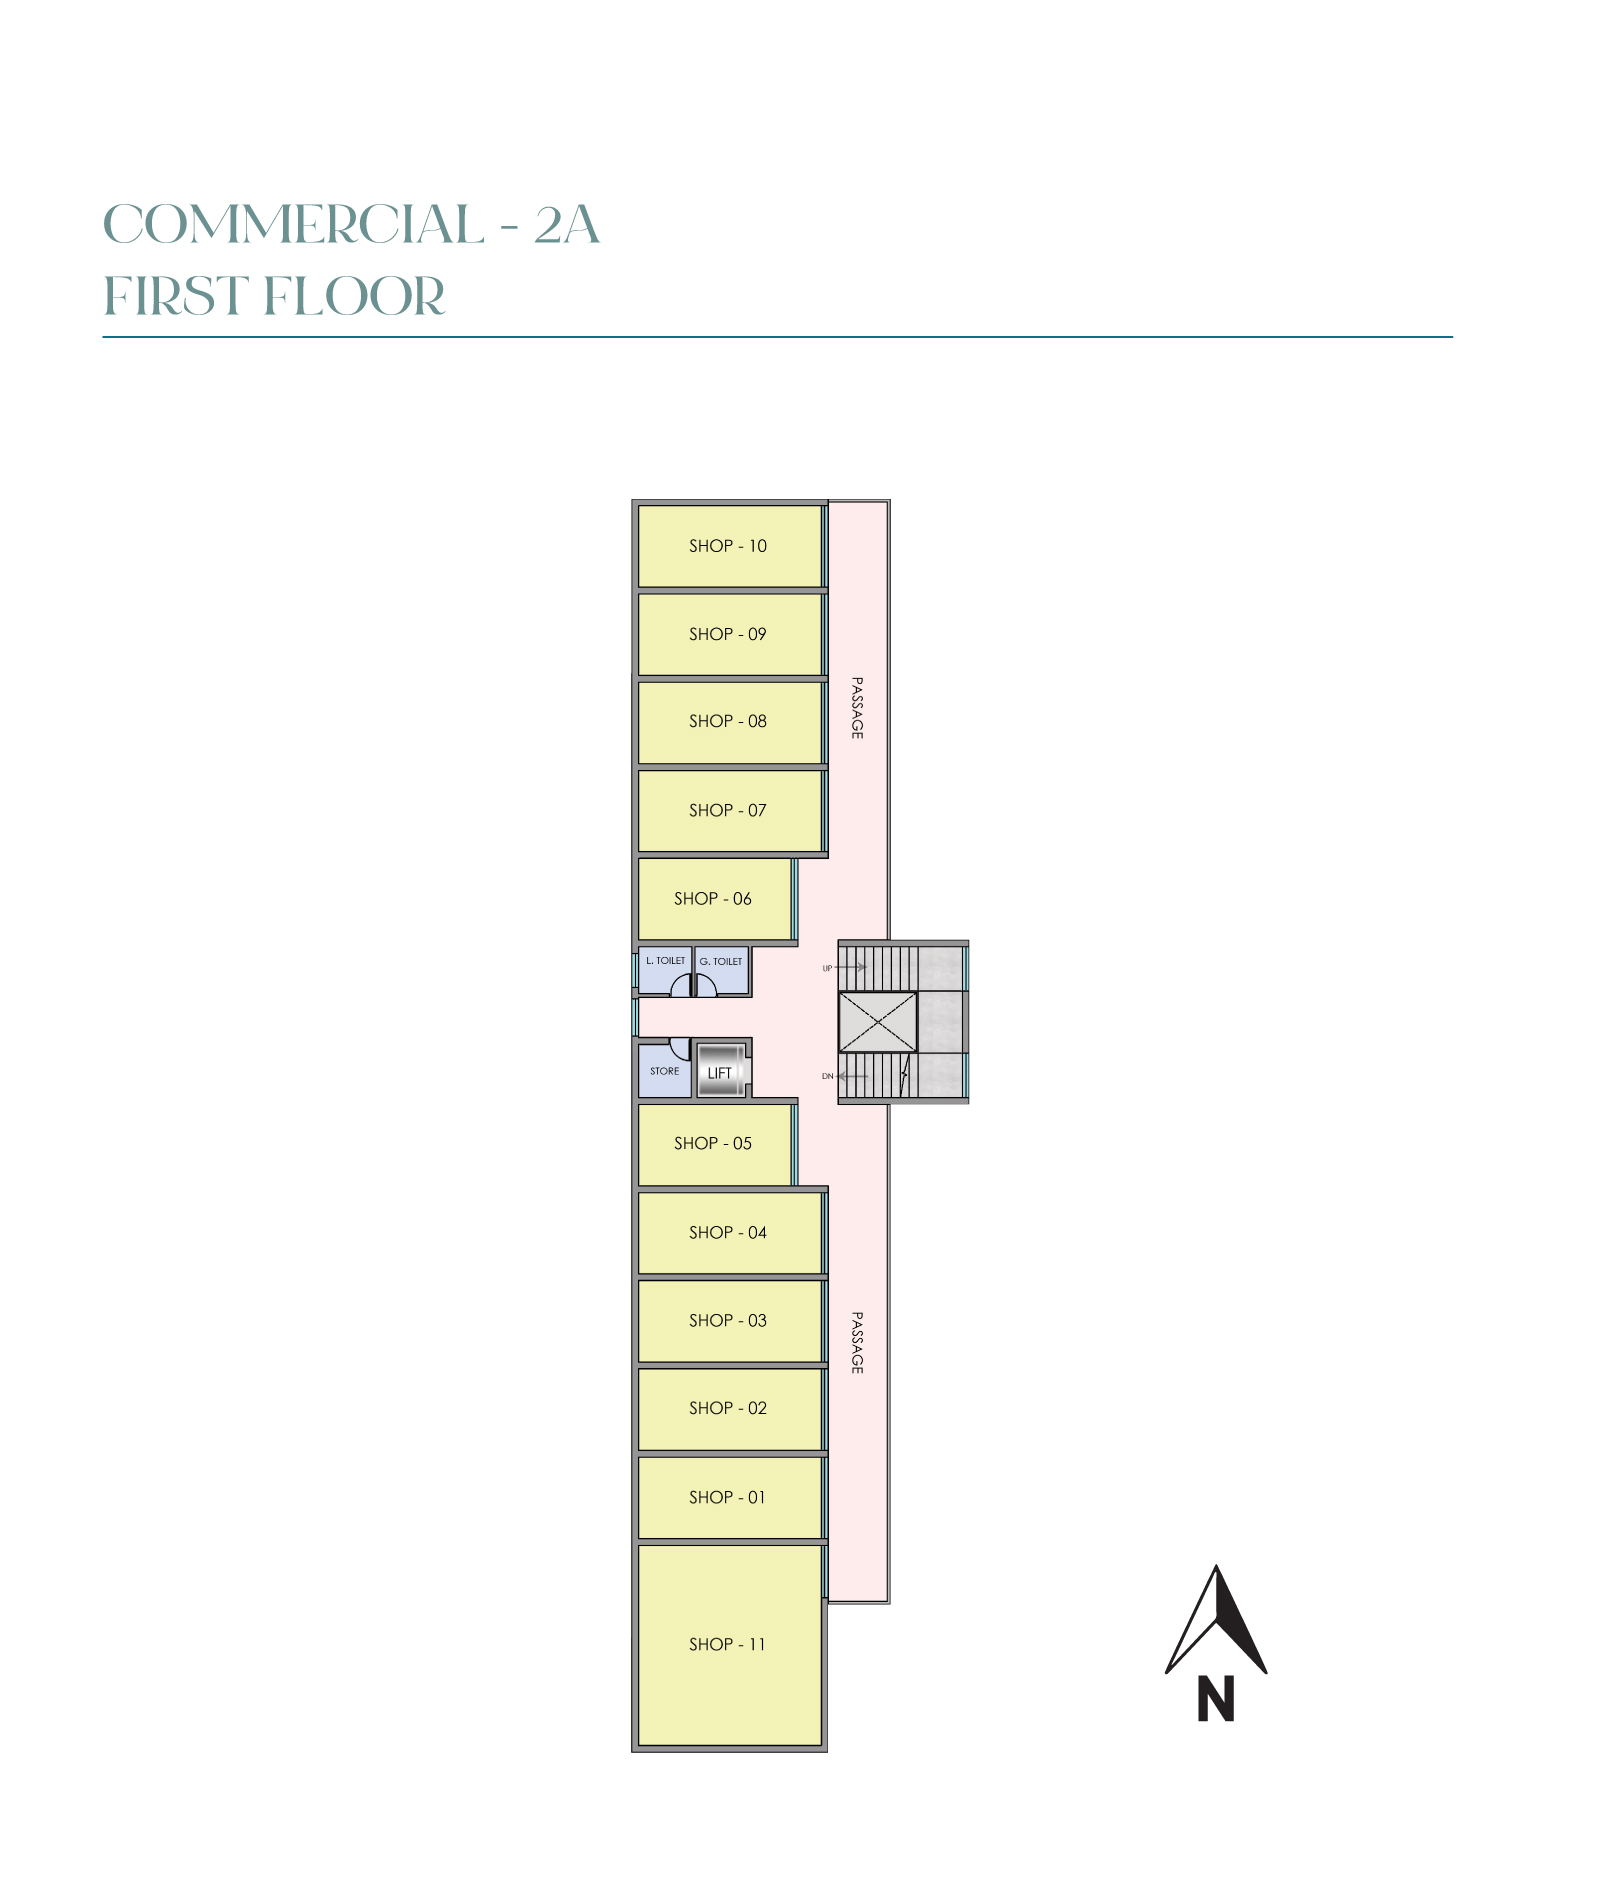 COMMERCIAL - 2A
FIRST FLOOR
SHOP - 10
SHOP - 09
SHOP - 08
PASSAGE
SHOP - 07
SHOP - 06
L. TOILET
G. TOILET
UP
STORE
LIFT
DN
SHOP - 05
SHOP - 04
SHOP - 03
PASSAGE
SHOP - 02
SHOP - 01
SHOP - 11
N